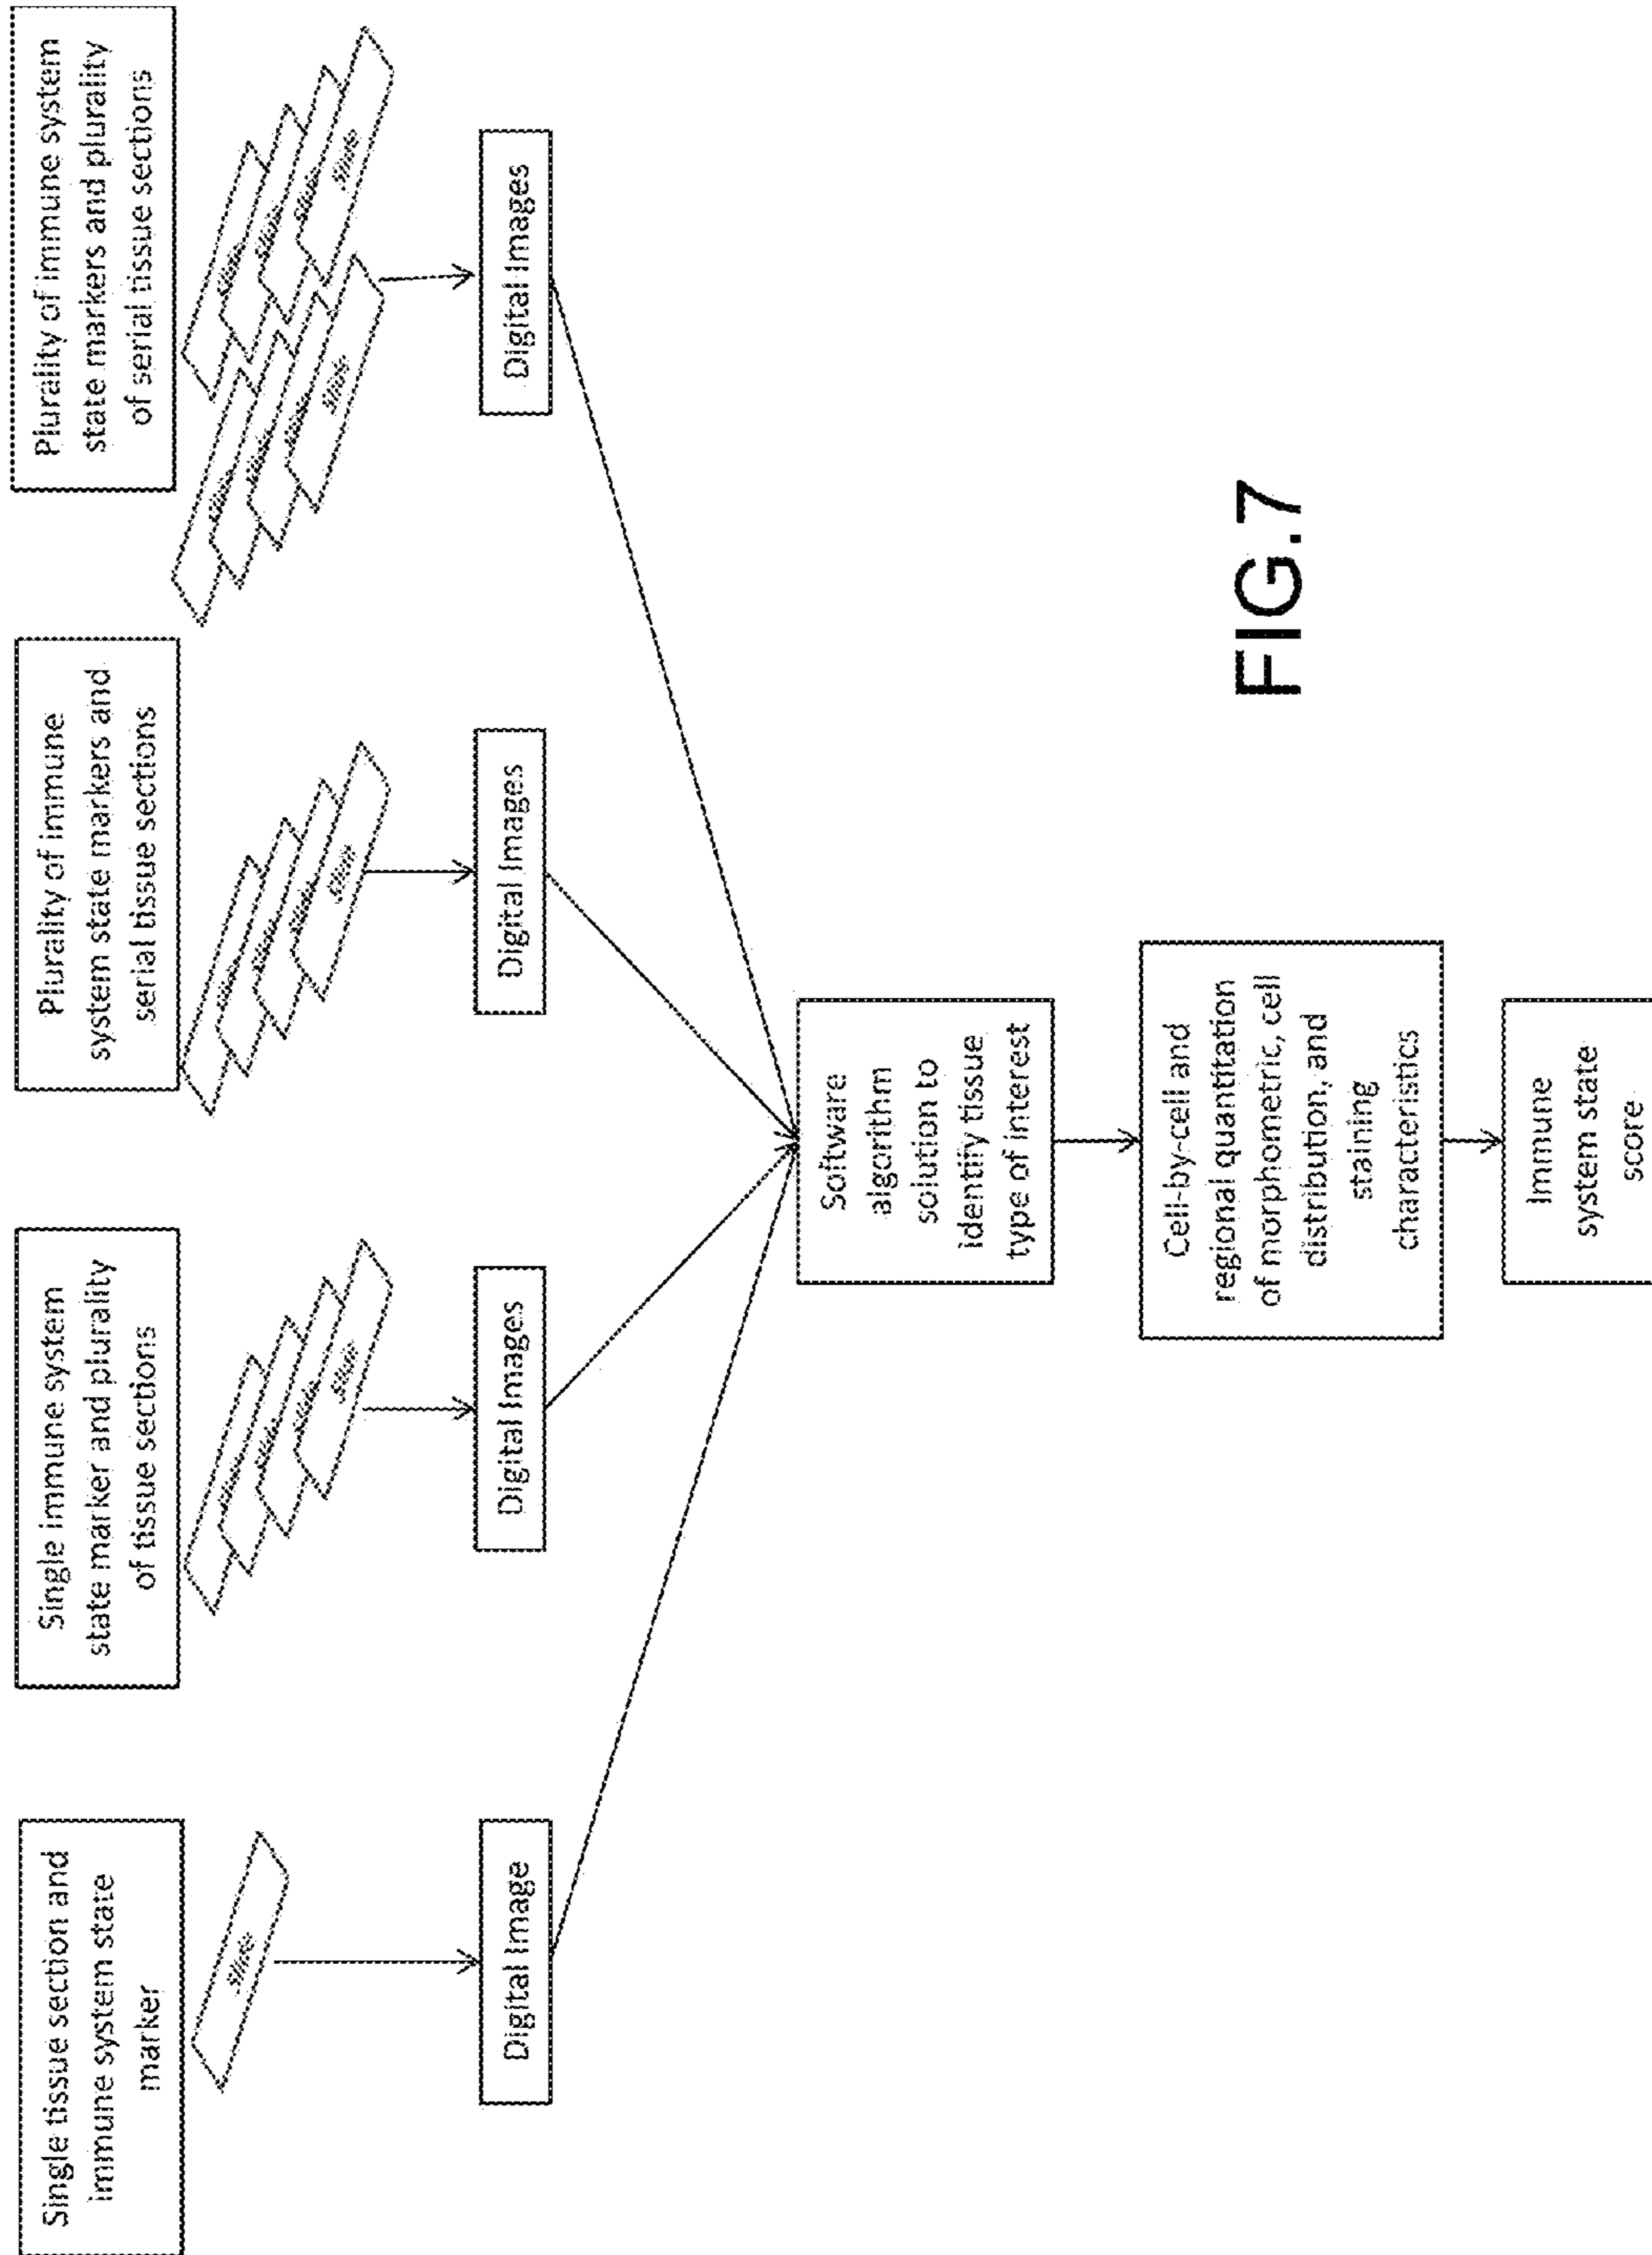 Single tissue section and
immune system state
marker
Digital Image
Single immune system
state marker and plurality
of tissue sections
Digital Images
Plurality of immune
system state markers and
serial tissue sections
Digital Images
Plurality of immune system
state markers and plurality
of serial tissue sections
Digital Images
Software
algorithm
solution to
identify tissue
type of interest
Cell-by-cell and
regional quantitation
of morphometric, cell
distribution, and
staining
characteristics
Immune
system state
score
FIG.7